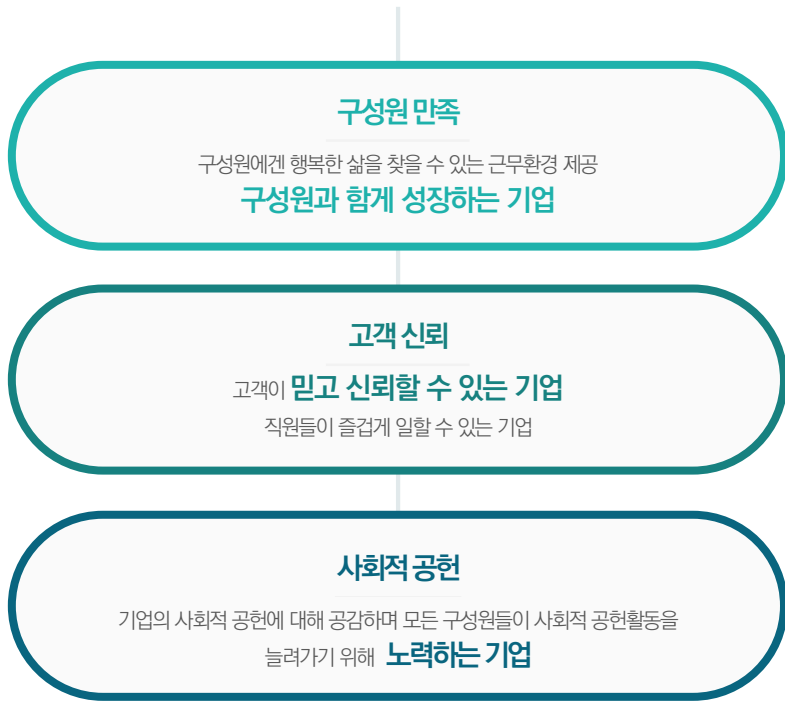 구성원 만족
구성원에겐 행복한 삶을 찾을 수 있는 근무환경 제공
구성원과 함게 성장하는 기업
고객 신뢰
고객이 믿고 신뢰할 수 있는 기업
직원들이 즐겁게 일할 수 있는 기업
사회적 공헌
기업의 사회적 공헌에 대해 공감하며 모든 구성원들이 사회적 공헌활동을
늘려가기 위해 노력하는 기업